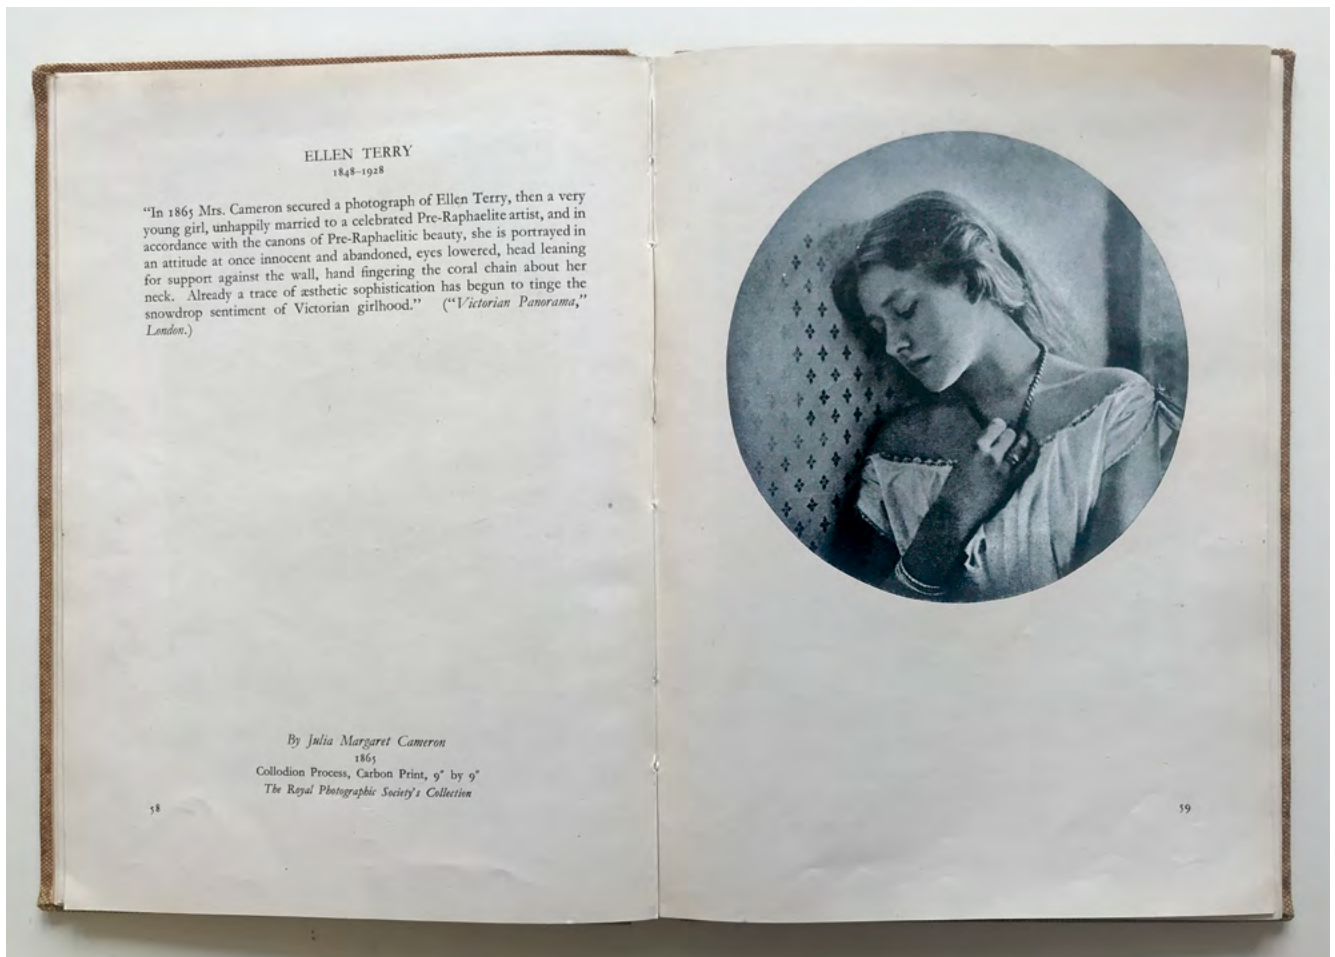 ELLEN TERRY
1848–1928
“In 1865 Mrs. Cameron secured a photograph of Ellen Terry, then a very
young girl, unhappily married to a celebrated Pre-Raphaelite artist, and in
accordance with the canons of Pre-Raphaelitic beauty, she is portrayed in
an attitude at once innocent and abandoned, eyes lowered, head leaning
for support against the wall, hand fingering the coral chain about her
neck. Already a trace of æsthetic sophistication has begun to tinge the
snowdrop sentiment of Victorian girlhood.” (“Victorian Panorama,”
London.)
By Julia Margaret Cameron
1865
Collodion Process, Carbon Print, 9″ by 9″
The Royal Photographic Society's Collection
58
59